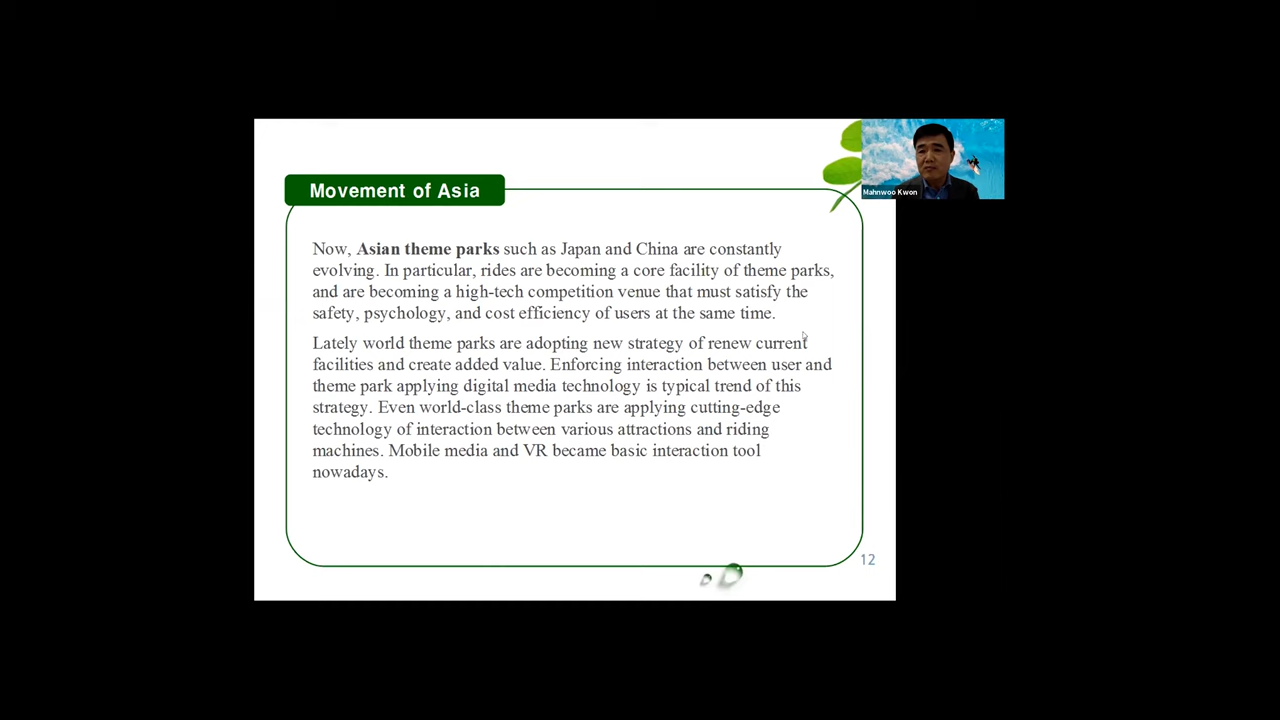 Movement of Asia
Mahnwoo Kwon
Now, Asian theme parks such as Japan and China are constantly
evolving. In particular, rides are becoming a core facility of theme parks,
and are becoming a high-tech competition venue that must satisfy the
safety, psychology, and cost efficiency of users at the same time.
Lately world theme parks are adopting new strategy of renew current
facilities and create added value. Enforcing interaction between user and
theme park applying digital media technology is typical trend of this
strategy. Even world-class theme parks are applying cutting-edge
technology of interaction between various attractions and riding
machines. Mobile media and VR became basic interaction tool
nowadays.
12